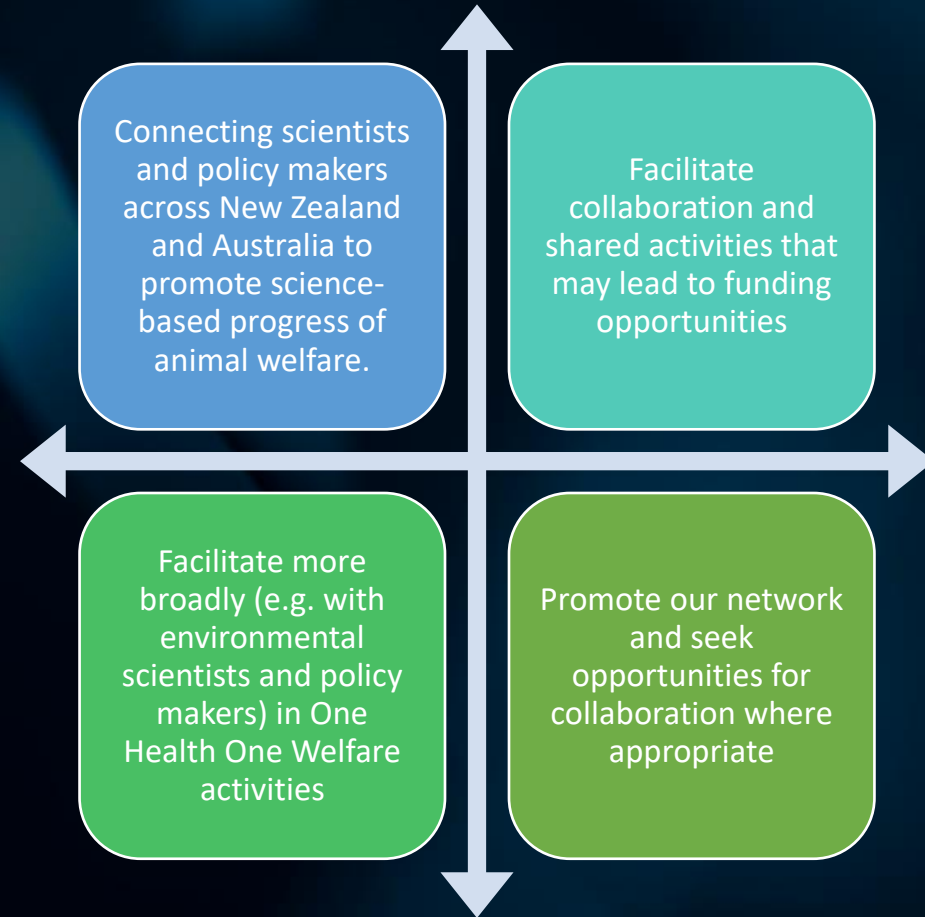 Connecting scientists
and policy makers
across New Zealand
and Australia to
promote science-
based progress of
animal welfare.
Facilitate
collaboration and
shared activities that
may lead to funding
opportunities
Facilitate more
broadly (e.g. with
environmental
scientists and policy
makers) in One
Health One Welfare
activities
Promote our network
and seek
opportunities for
collaboration where
appropriate